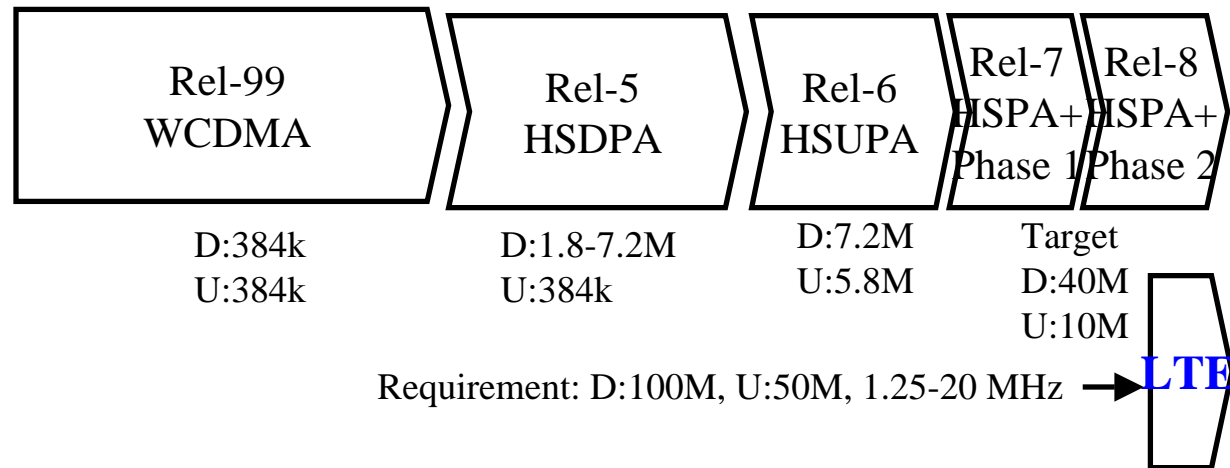 Rel-99
WCDMA
Rel-5
HSDPA
Rel-6
HSUPA
Rel-7
HSPA+
Phase 1
Rel-8
HSPA+
Phase 2
D:384k
U:384k
D:1.8-7.2M
U:384k
D:7.2M
U:5.8M
Target
D:40M
U:10M
Requirement: D:100M, U:50M, 1.25-20 MHz
LTE